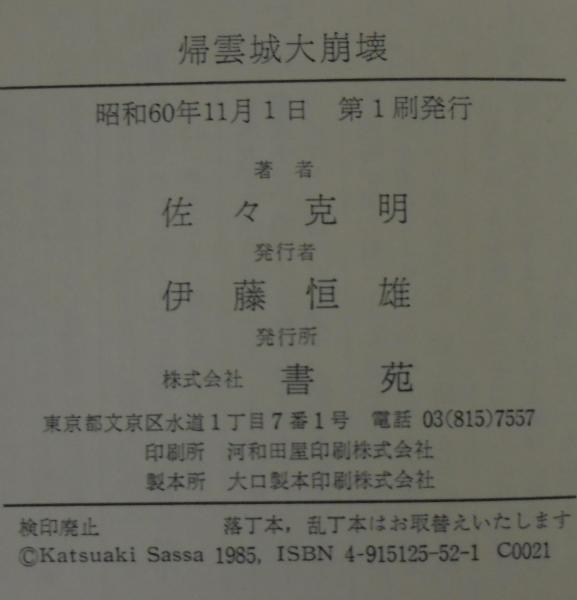 帰雲城大崩壊
昭和60年11月1日　第1刷発行
著者
佐々克明
発行者
伊藤恒雄
発行所
株式会社　書苑
東京都文京区水道1丁目7番1号　電話 03(815)7557
印刷所　河和田屋印刷株式会社
製本所　大口製本印刷株式会社
検印廃止　落丁本，乱丁本はお取替えいたします
©Katsuaki Sassa 1985, ISBN 4-915125-52-1 C0021